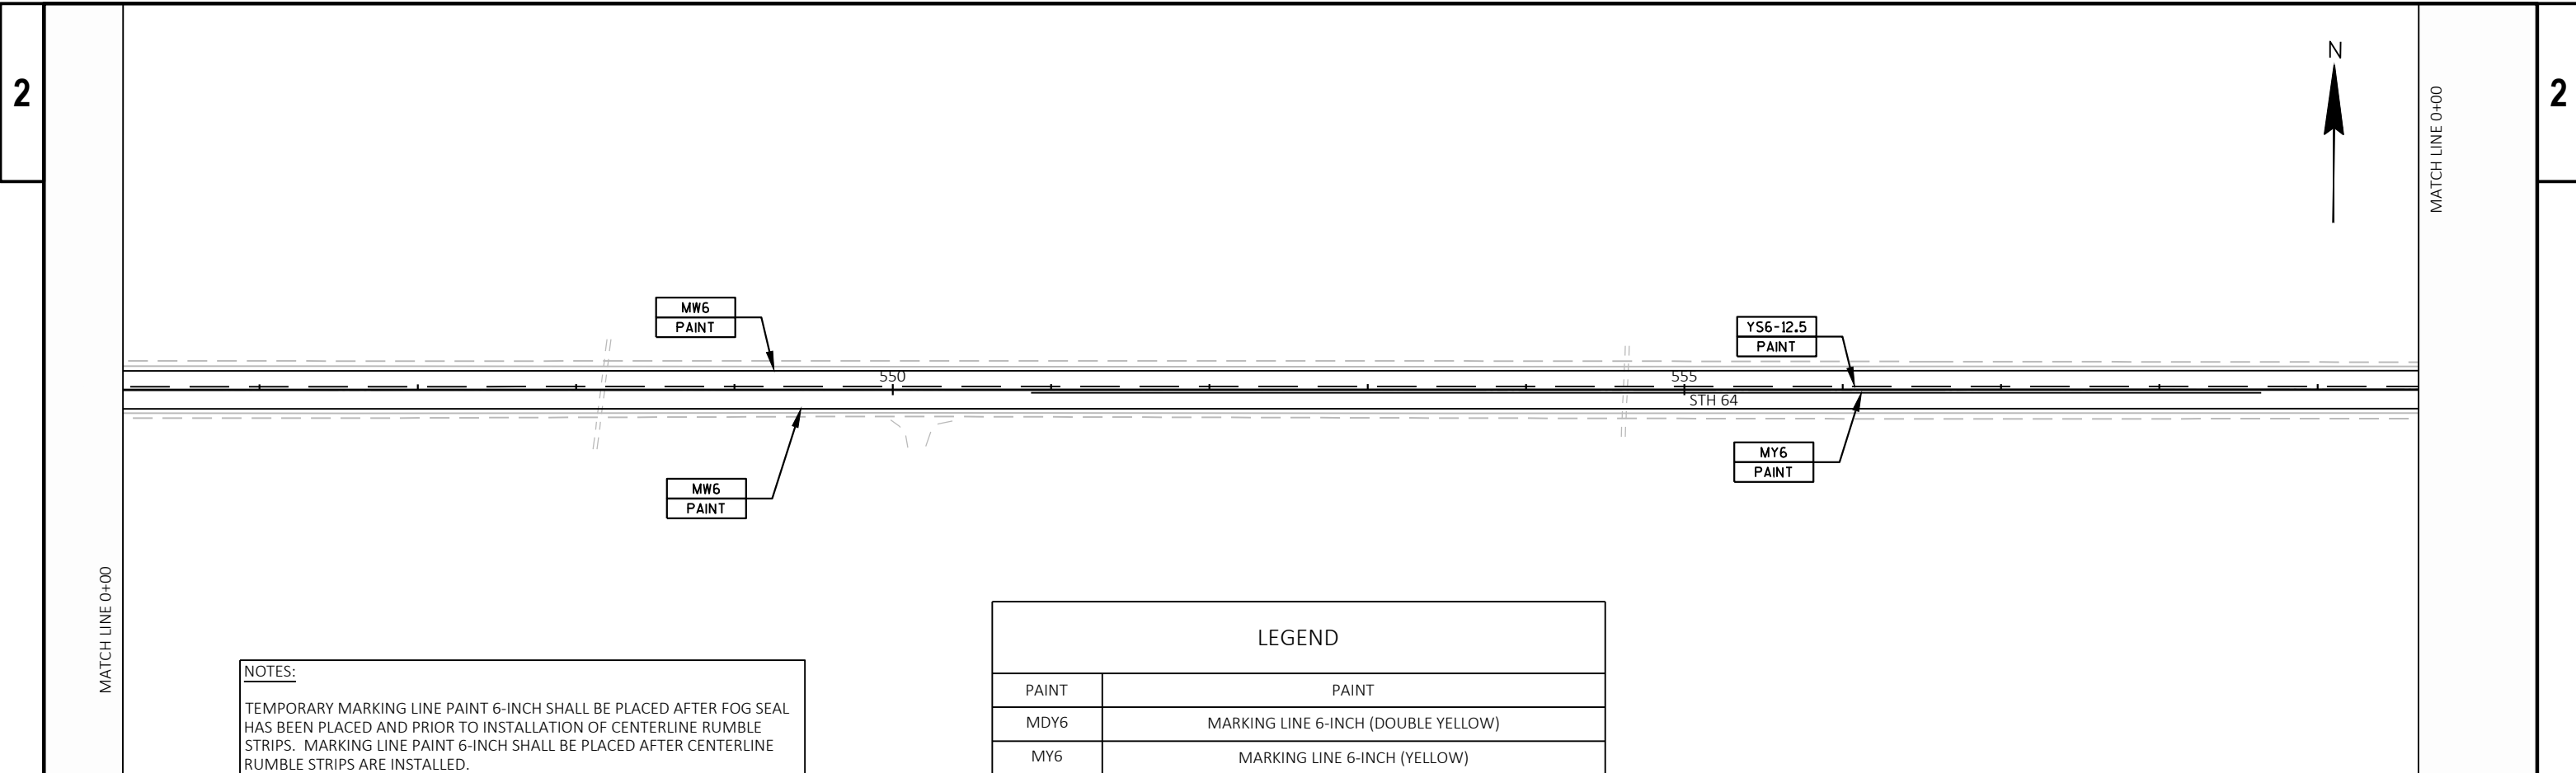 2
2
N
MATCH LINE 0+00
MW6
PAINT
YS6-12.5
PAINT
550
555
STH 64
MY6
PAINT
MW6
PAINT
MATCH LINE 0+00
NOTES:
TEMPORARY MARKING LINE PAINT 6-INCH SHALL BE PLACED AFTER FOG SEAL
HAS BEEN PLACED AND PRIOR TO INSTALLATION OF CENTERLINE RUMBLE
STRIPS. MARKING LINE PAINT 6-INCH SHALL BE PLACED AFTER CENTERLINE
RUMBLE STRIPS ARE INSTALLED.
LEGEND
PAINT PAINT
MDY6 MARKING LINE 6-INCH (DOUBLE YELLOW)
MY6 MARKING LINE 6-INCH (YELLOW)